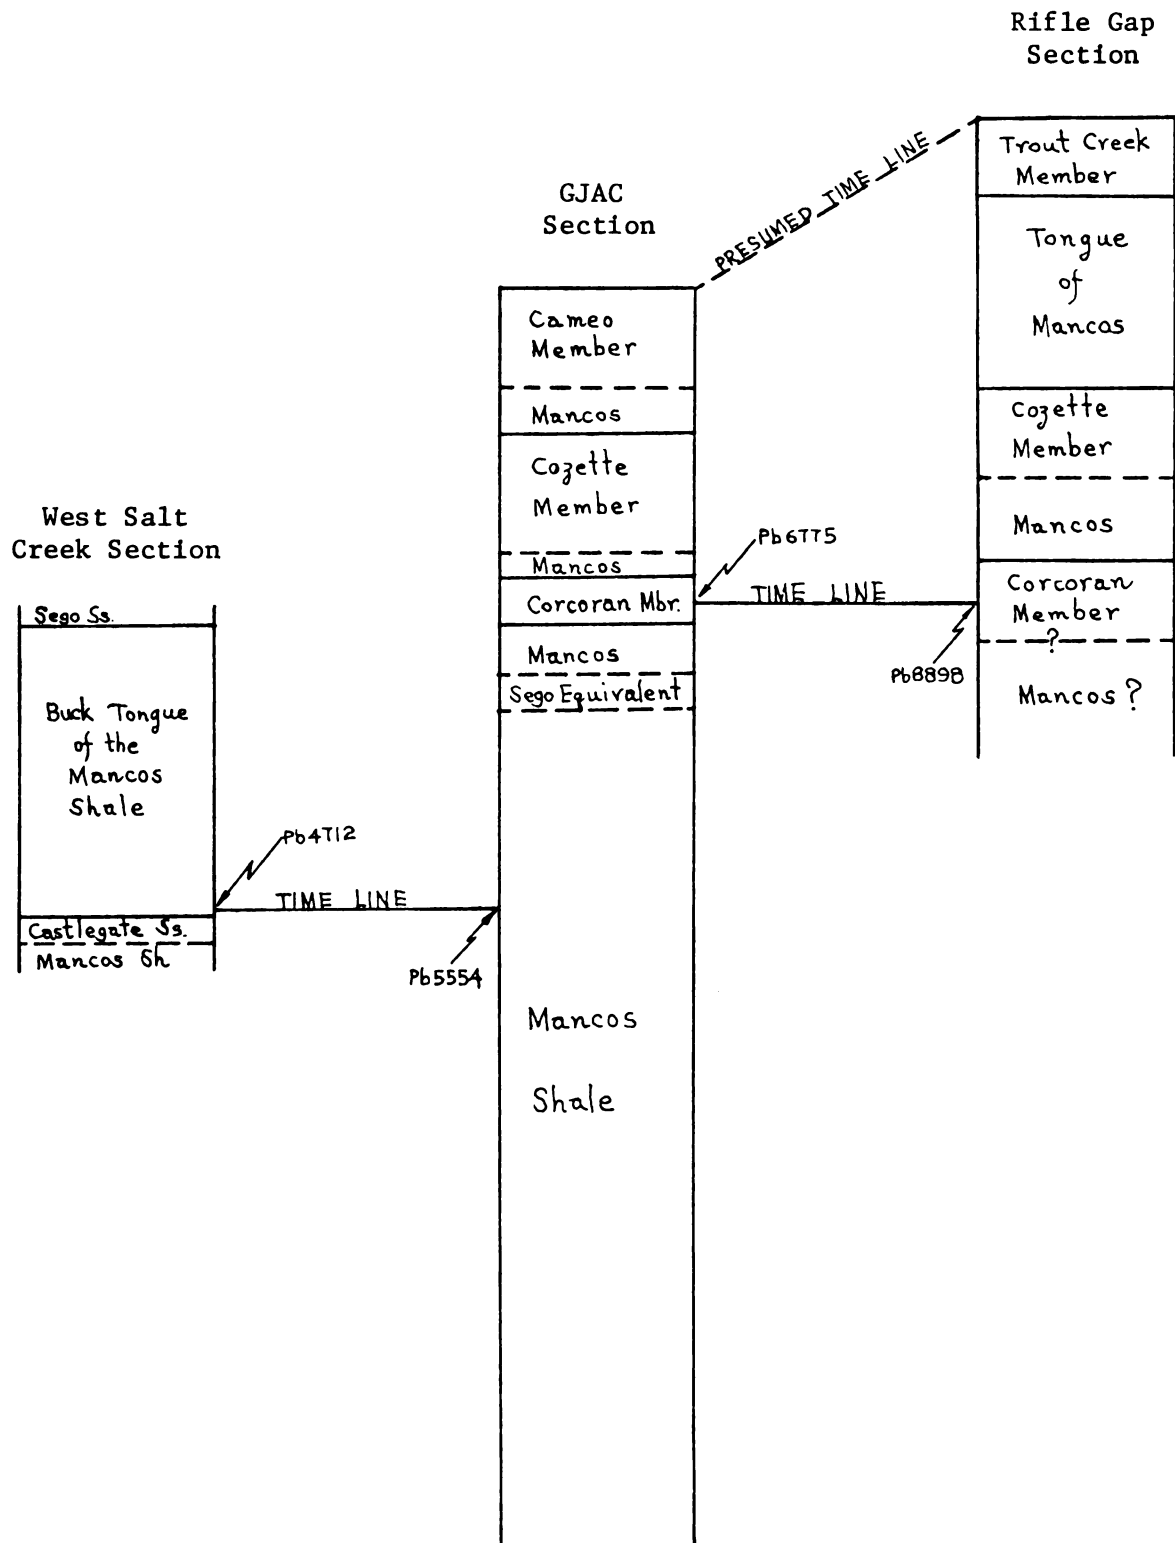 Rifle Gap
Section
Trout Creek
Member
Tongue
of
Mancos
Cozette
Member
Mancos
Corcoran
Member
?
Mancos ?
PRESUMED TIME LINE
GJAC
Section
Cameo
Member
Mancos
Cozette
Member
Mancos
Corcoran Mbr.
Mancos
Sego Equivalent
Mancos
Shale
Pb6775
TIME LINE
Pb8898
West Salt
Creek Section
Sego Ss.
Buck Tongue
of the
Mancos
Shale
Castlegate Ss.
Mancos Sh
Pb4712
TIME LINE
Pb5554